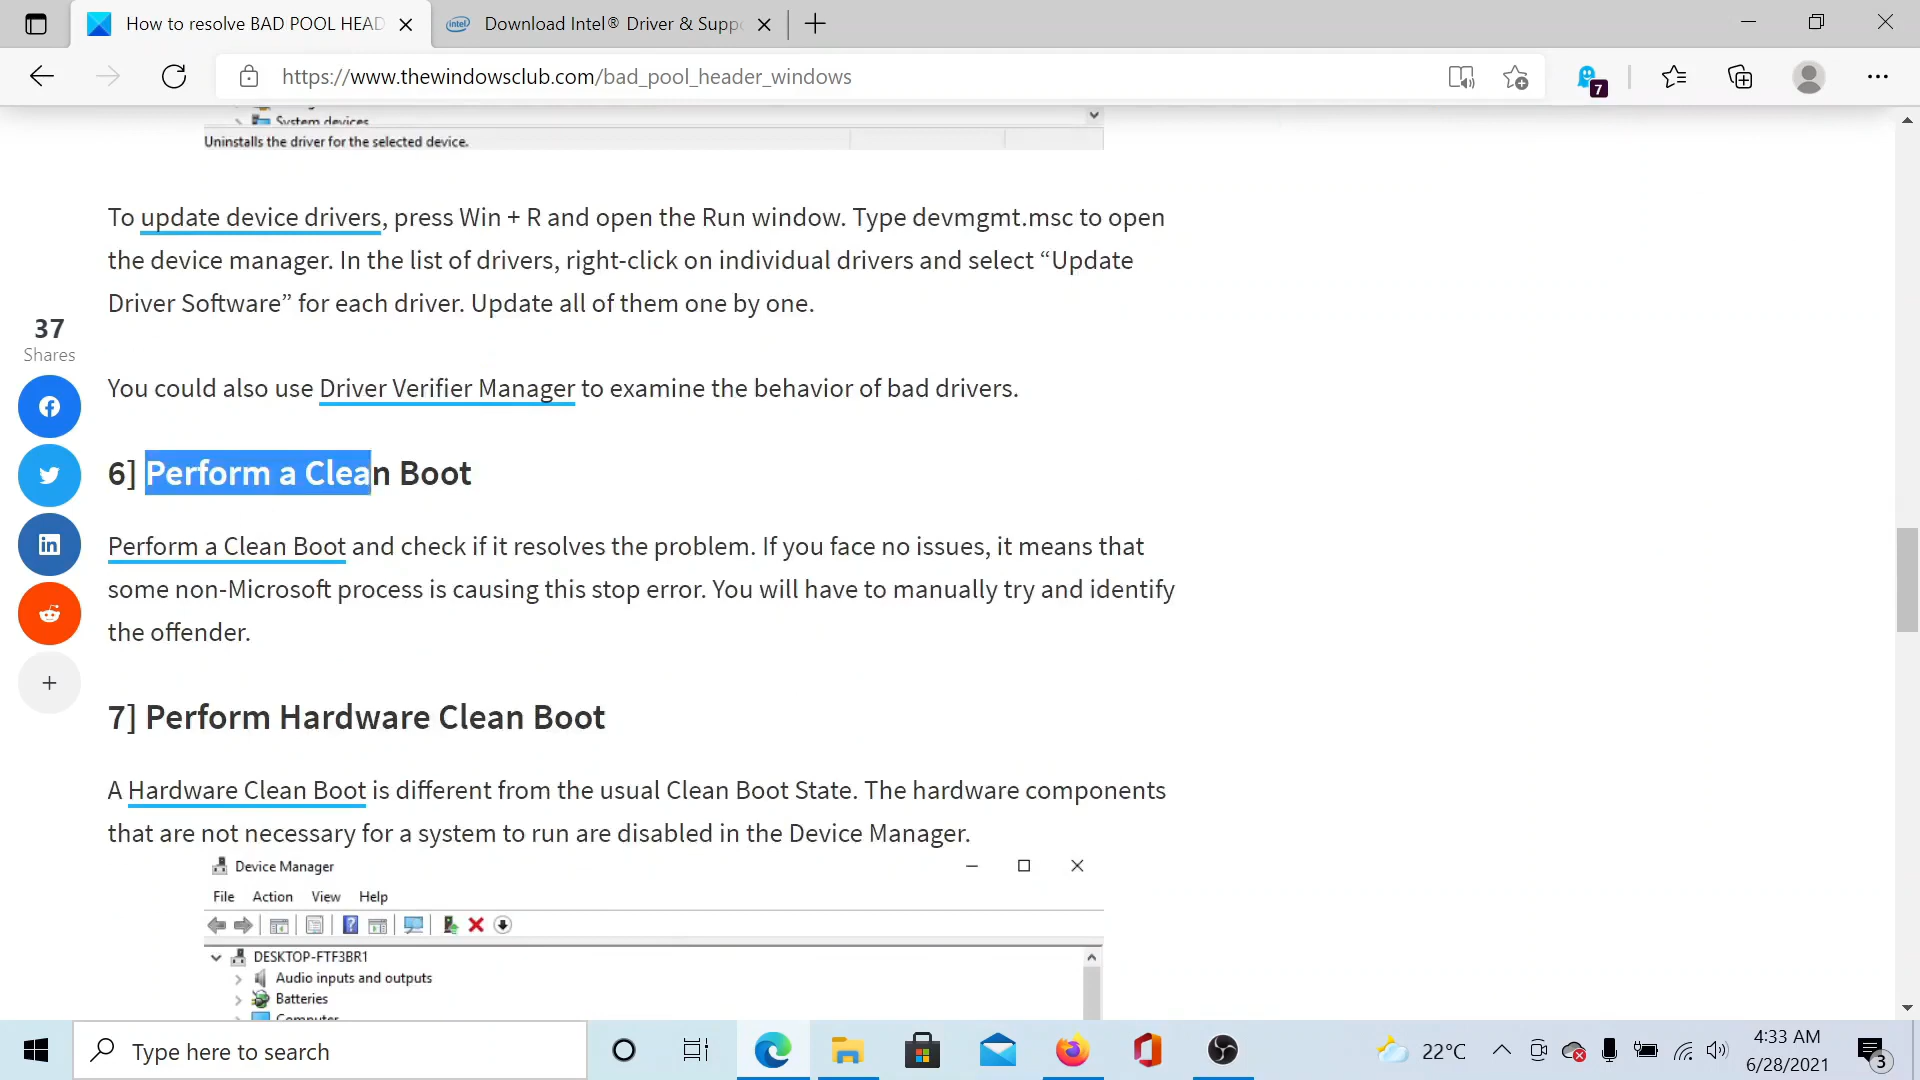 How to resolve BAD POOL HEAD
Download Intel® Driver & Supp
https://www.thewindowsclub.com/bad_pool_header_windows
7
System devices
Uninstalls the driver for the selected device.
To update device drivers, press Win + R and open the Run window. Type devmgmt.msc to open
the device manager. In the list of drivers, right-click on individual drivers and select “Update
Driver Software” for each driver. Update all of them one by one.
37
Shares
You could also use Driver Verifier Manager to examine the behavior of bad drivers.
6] Perform a Clean Boot
Perform a Clean Boot and check if it resolves the problem. If you face no issues, it means that
some non-Microsoft process is causing this stop error. You will have to manually try and identify
the offender.
7] Perform Hardware Clean Boot
A Hardware Clean Boot is different from the usual Clean Boot State. The hardware components
that are not necessary for a system to run are disabled in the Device Manager.
Device Manager
File Action View Help
DESKTOP-FTF3BR1
Audio inputs and outputs
Batteries
Computer
Type here to search
22°C
4:33 AM
6/28/2021
3